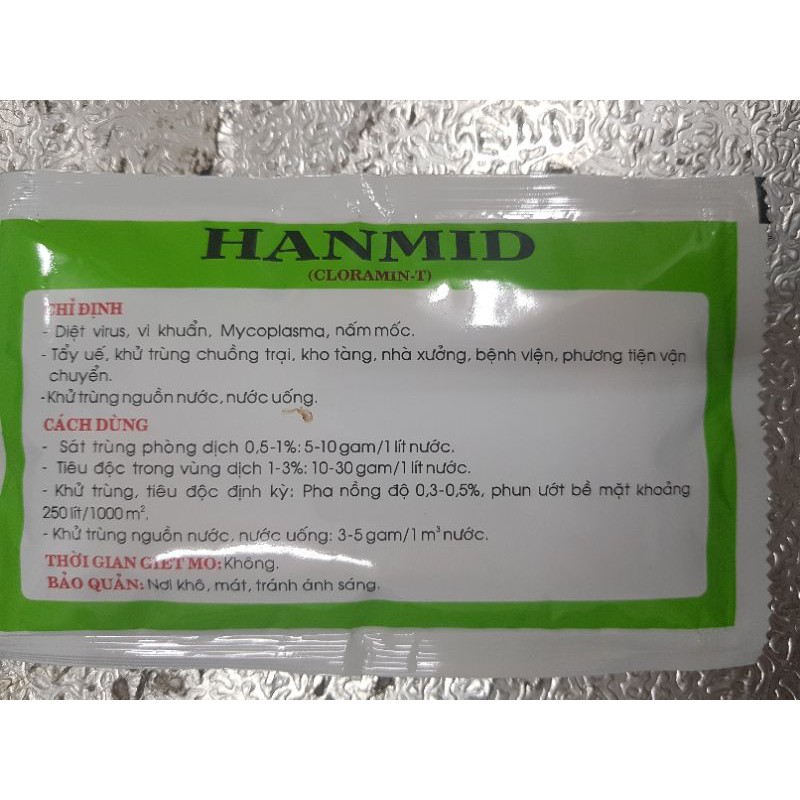 HANMID
(CLORAMIN-T)
CHỈ ĐỊNH
- Diệt virus, vi khuẩn, Mycoplasma, nấm mốc.
- Tẩy uế, khử trùng chuồng trại, kho tàng, nhà xưởng, bệnh viện, phương tiện vận
chuyển.
- Khử trùng nguồn nước, nước uống.
CÁCH DÙNG
- Sát trùng phòng dịch 0,5-1%: 5-10 gam/1 lít nước.
- Tiêu độc trong vùng dịch 1-3%: 10-30 gam/1 lít nước.
- Khử trùng, tiêu độc định kỳ: Pha nồng độ 0,3-0,5%, phun ướt bề mặt khoảng
250 lít/1000 m².
- Khử trùng nguồn nước, nước uống: 3-5 gam/1 m³ nước.
THỜI GIAN GIẾT MỔ: Không.
BẢO QUẢN: Nơi khô, mát, tránh ánh sáng.